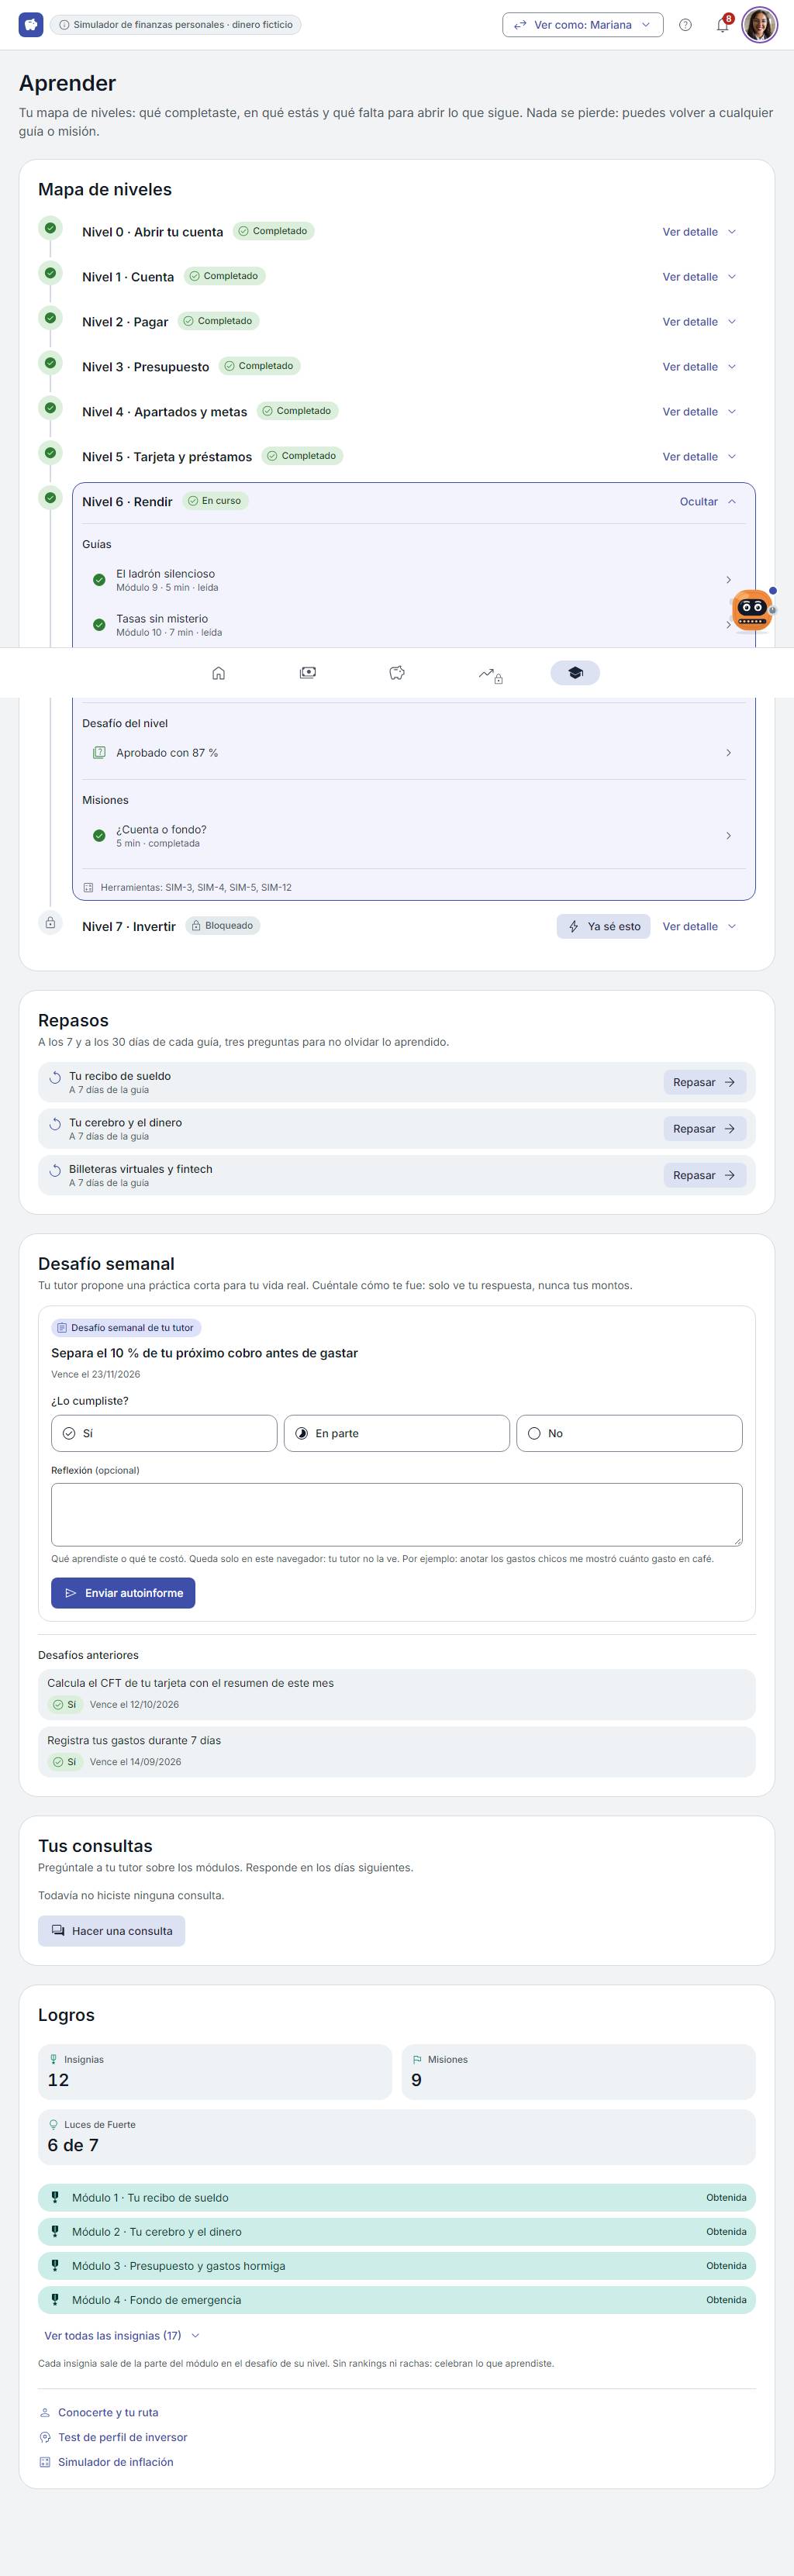 Simulador de finanzas personales · dinero ficticio
Ver como: Mariana
8
Aprender
Tu mapa de niveles: qué completaste, en qué estás y qué falta para abrir lo que sigue. Nada se pierde: puedes volver a cualquier
guía o misión.
Mapa de niveles
Nivel 0 · Abrir tu cuenta
Completado
Ver detalle
Nivel 1 · Cuenta
Completado
Ver detalle
Nivel 2 · Pagar
Completado
Ver detalle
Nivel 3 · Presupuesto
Completado
Ver detalle
Nivel 4 · Apartados y metas
Completado
Ver detalle
Nivel 5 · Tarjeta y préstamos
Completado
Ver detalle
Nivel 6 · Rendir
En curso
Ocultar
Guías
El ladrón silencioso
Módulo 9 · 5 min · leída
Tasas sin misterio
Módulo 10 · 7 min · leída
Desafío del nivel
Aprobado con 87 %
Misiones
¿Cuenta o fondo?
5 min · completada
Herramientas: SIM-3, SIM-4, SIM-5, SIM-12
Nivel 7 · Invertir
Bloqueado
Ya sé esto
Ver detalle
Repasos
A los 7 y a los 30 días de cada guía, tres preguntas para no olvidar lo aprendido.
Tu recibo de sueldo
A 7 días de la guía
Repasar
Tu cerebro y el dinero
A 7 días de la guía
Repasar
Billeteras virtuales y fintech
A 7 días de la guía
Repasar
Desafío semanal
Tu tutor propone una práctica corta para tu vida real. Cuéntale cómo te fue: solo ve tu respuesta, nunca tus montos.
Desafío semanal de tu tutor
Separa el 10 % de tu próximo cobro antes de gastar
Vence el 23/11/2026
¿Lo cumpliste?
Sí
En parte
No
Reflexión (opcional)
Qué aprendiste o qué te costó. Queda solo en este navegador: tu tutor no la ve. Por ejemplo: anotar los gastos chicos me mostró cuánto gasto en café.
Enviar autoinforme
Desafíos anteriores
Calcula el CFT de tu tarjeta con el resumen de este mes
Sí
Vence el 12/10/2026
Registra tus gastos durante 7 días
Sí
Vence el 14/09/2026
Tus consultas
Pregúntale a tu tutor sobre los módulos. Responde en los días siguientes.
Todavía no hiciste ninguna consulta.
Hacer una consulta
Logros
Insignias
12
Misiones
9
Luces de Fuerte
6 de 7
Módulo 1 · Tu recibo de sueldo
Obtenida
Módulo 2 · Tu cerebro y el dinero
Obtenida
Módulo 3 · Presupuesto y gastos hormiga
Obtenida
Módulo 4 · Fondo de emergencia
Obtenida
Ver todas las insignias (17)
Cada insignia sale de la parte del módulo en el desafío de su nivel. Sin rankings ni rachas: celebran lo que aprendiste.
Conocerte y tu ruta
Test de perfil de inversor
Simulador de inflación